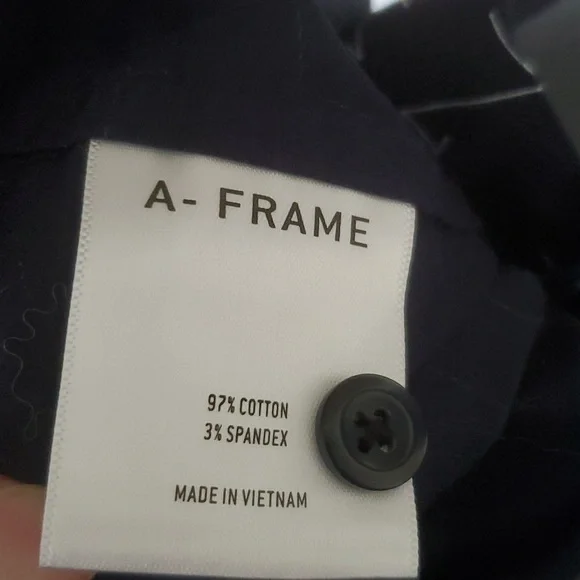 A- FRAME
97% COTTON
3% SPANDEX
MADE IN VIETNAM